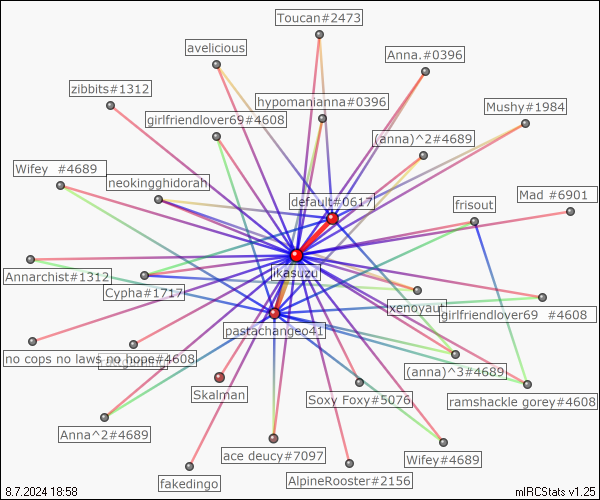 Toucan#2473
avelicious
Anna.#0396
zibbits#1312
hypomanianna#0396
Mushy#1984
girlfriendlover69#4608
(anna)^2#4689
Wifey #4689
neokingghidorah
Mad #6901
default#0617
frisout
ikasuzu
Annarchist#1312
Cypha#1717
xenoyaut
girlfriendlover69 #4608
pastachangeo41
no cops no laws no hope#4608
(anna)^3#4689
Skalman
Soxy Foxy#5076
ramshackle gorey#4608
Anna^2#4689
ace deucy#7097
Wifey#4689
fakedingo
AlpineRooster#2156
8.7.2024 18:58
mIRCStats v1.25